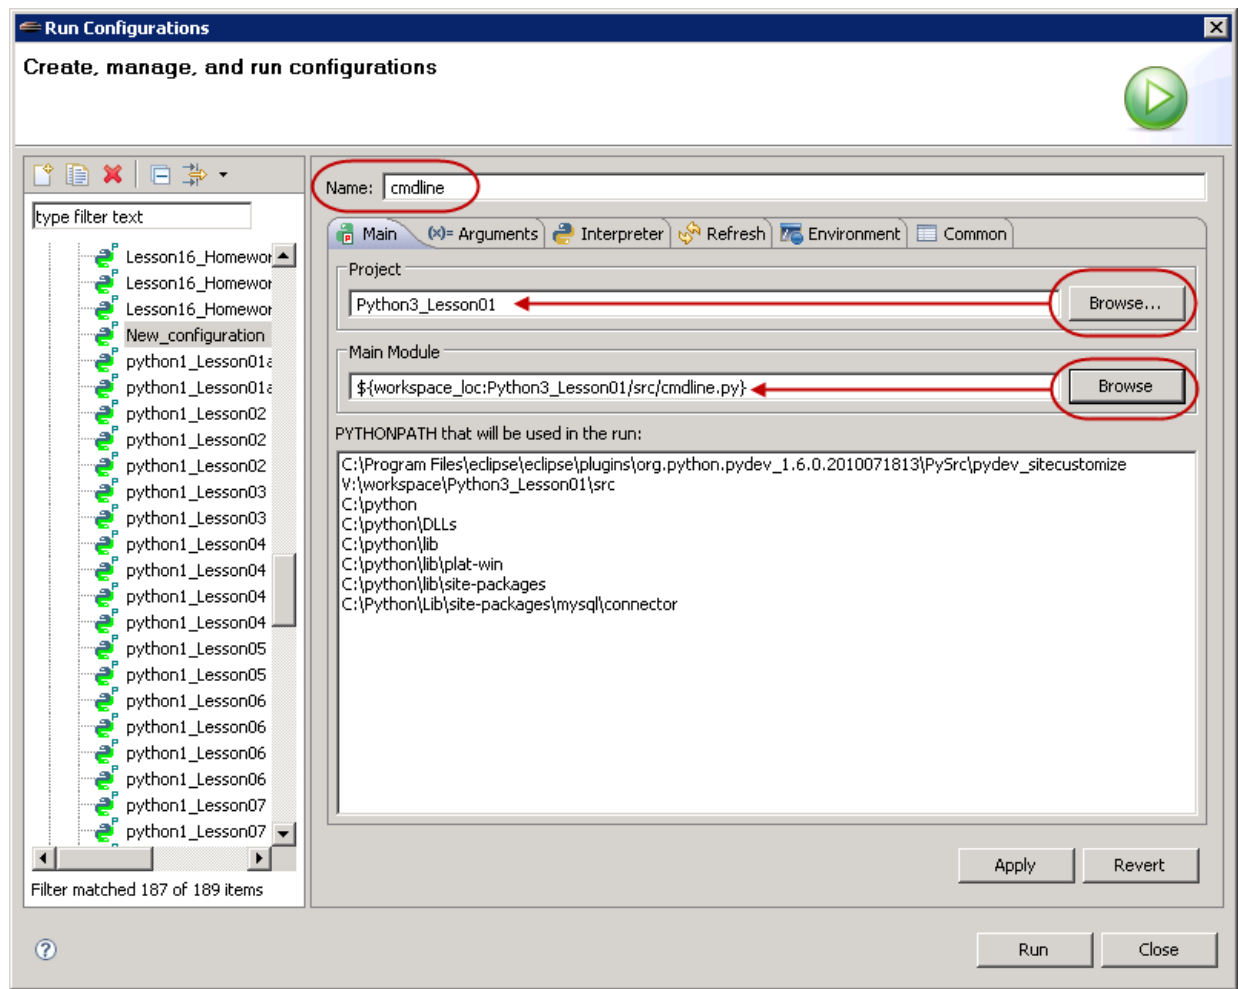 Run Configurations
Create, manage, and run configurations
type filter text
Lesson16_Homewor
Lesson16_Homewor
Lesson16_Homewor
New_configuration
python1_Lesson01a
python1_Lesson01a
python1_Lesson02
python1_Lesson02
python1_Lesson02
python1_Lesson03
python1_Lesson03
python1_Lesson04
python1_Lesson04
python1_Lesson04
python1_Lesson04
python1_Lesson05
python1_Lesson05
python1_Lesson06
python1_Lesson06
python1_Lesson06
python1_Lesson06
python1_Lesson07
python1_Lesson07
Filter matched 187 of 189 items
Name: cmdline
Main (x)= Arguments Interpreter Refresh Environment Common
Project
Python3_Lesson01 Browse...
Main Module
${workspace_loc:Python3_Lesson01/src/cmdline.py} Browse
PYTHONPATH that will be used in the run:
C:\Program Files\eclipse\eclipse\plugins\org.python.pydev_1.6.0.2010071813\PySrc\pydev_sitecustomize
V:\workspace\Python3_Lesson01\src
C:\python
C:\python\DLLs
C:\python\lib
C:\python\lib\plat-win
C:\python\lib\site-packages
C:\Python\Lib\site-packages\mysql\connector
Apply Revert
Run Close